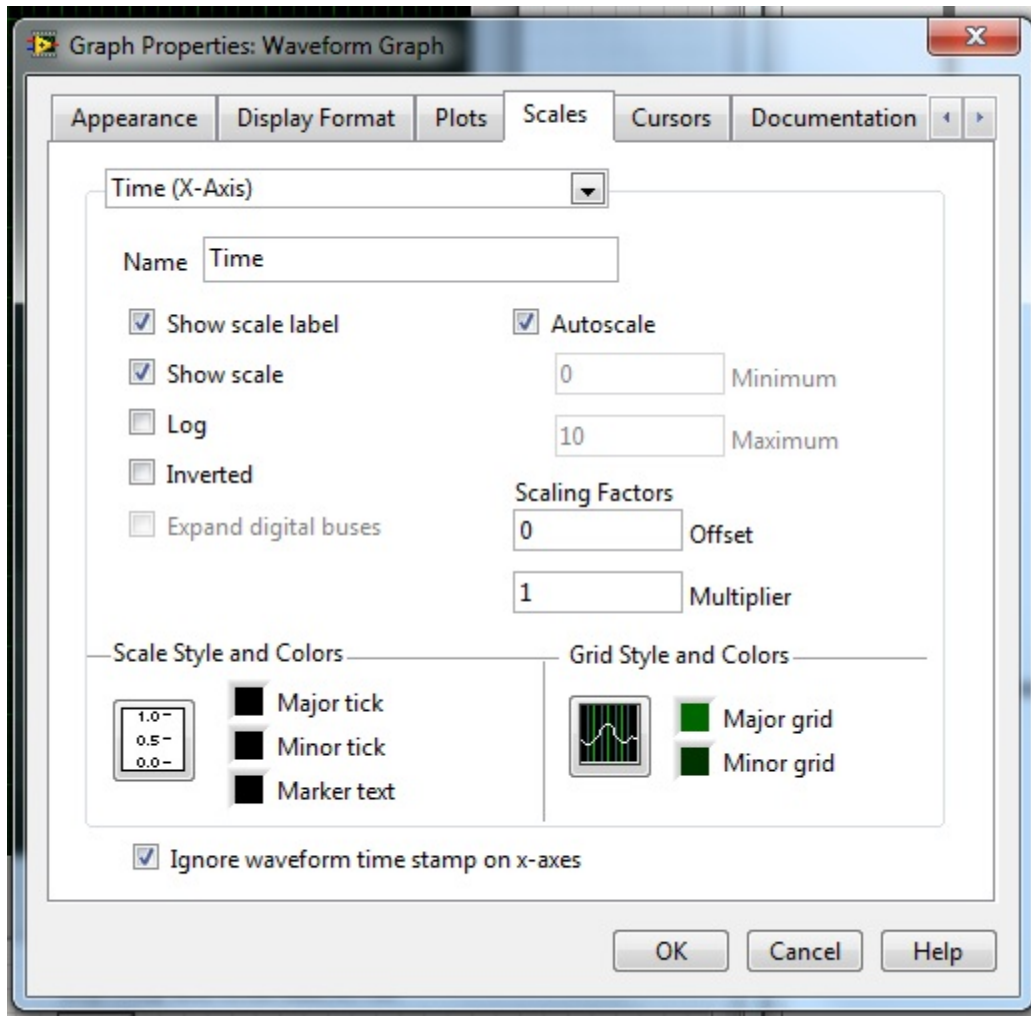 Graph Properties: Waveform Graph
Appearance Display Format Plots Scales Cursors Documentation
Time (X-Axis)
Name Time
Show scale label Autoscale
Show scale 0 Minimum
Log 10 Maximum
Inverted Scaling Factors
Expand digital buses 0 Offset
1 Multiplier
Scale Style and Colors Grid Style and Colors
1.0 Major tick Major grid
0.5 Minor tick Minor grid
0.0 Marker text
Ignore waveform time stamp on x-axes
OK Cancel Help